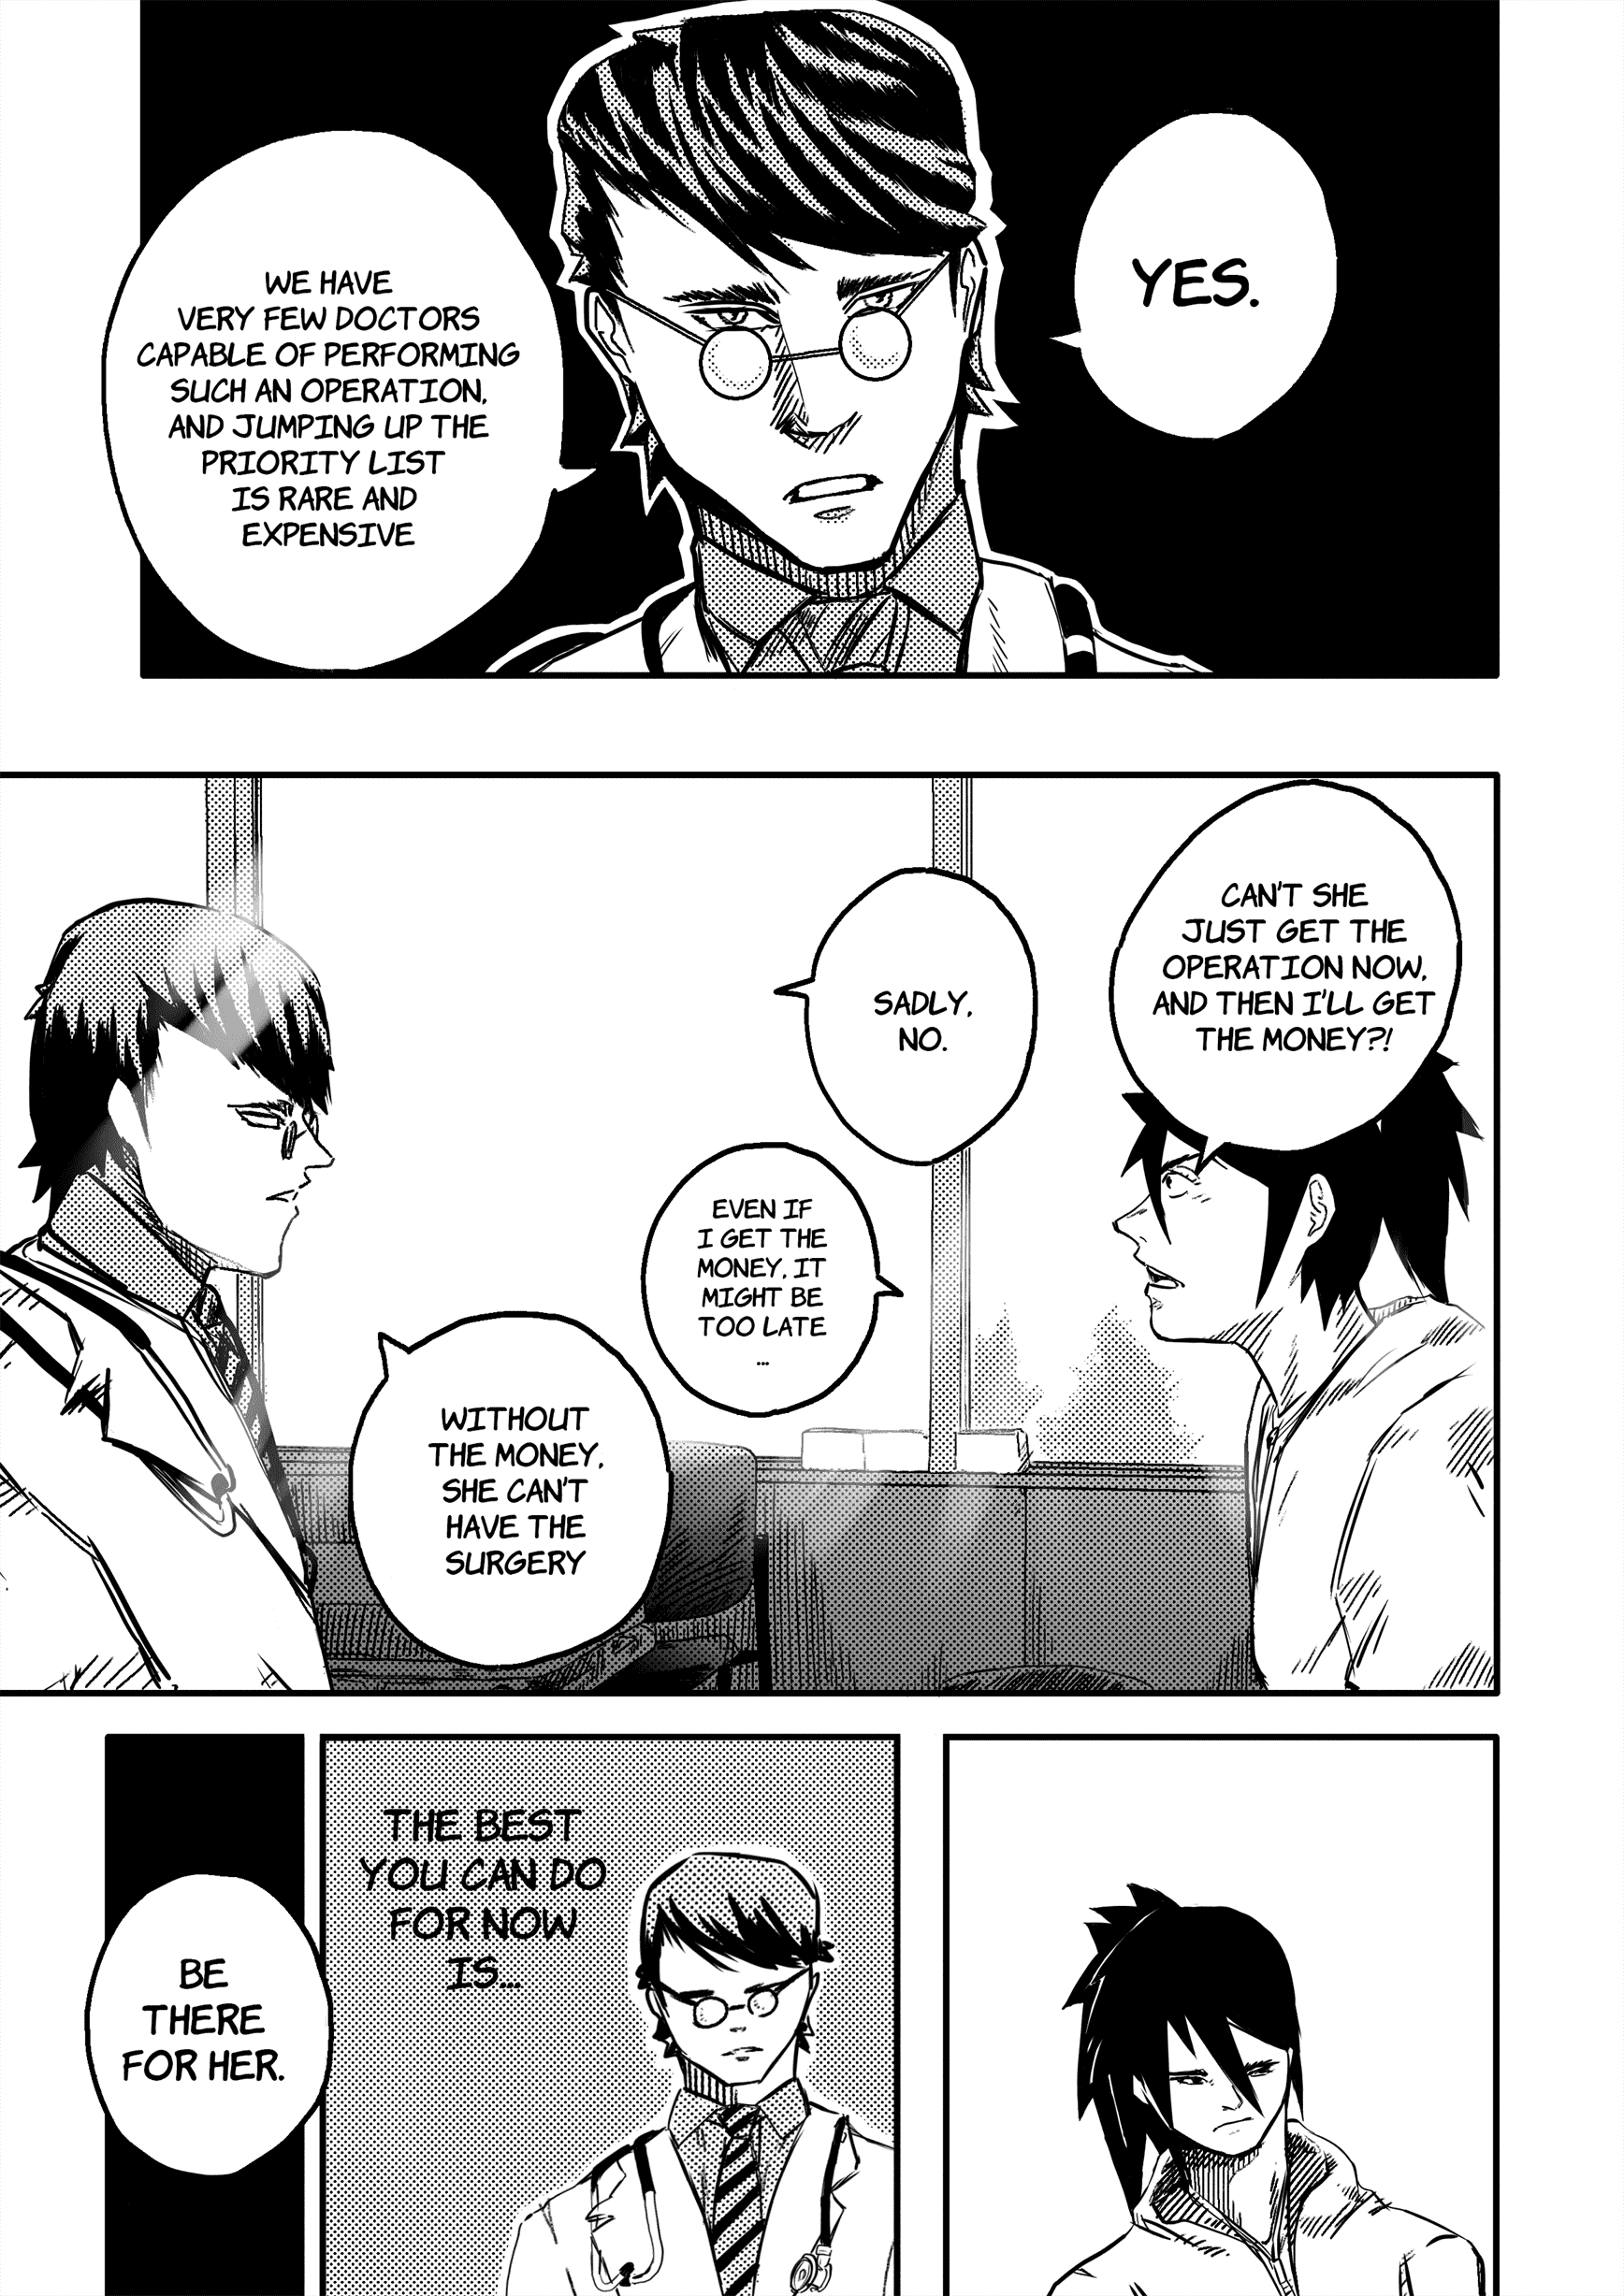 YES.
WE HAVE
VERY FEW DOCTORS
CAPABLE OF PERFORMING
SUCH AN OPERATION,
AND JUMPING UP THE
PRIORITY LIST
IS RARE AND
EXPENSIVE
CAN'T SHE
JUST GET THE
OPERATION NOW,
AND THEN I'LL GET
THE MONEY?!
SADLY,
NO.
EVEN IF
I GET THE
MONEY, IT
MIGHT BE
TOO LATE
...
WITHOUT
THE MONEY,
SHE CAN'T
HAVE THE
SURGERY
THE BEST
YOU CAN DO
FOR NOW
IS...
BE
THERE
FOR HER.